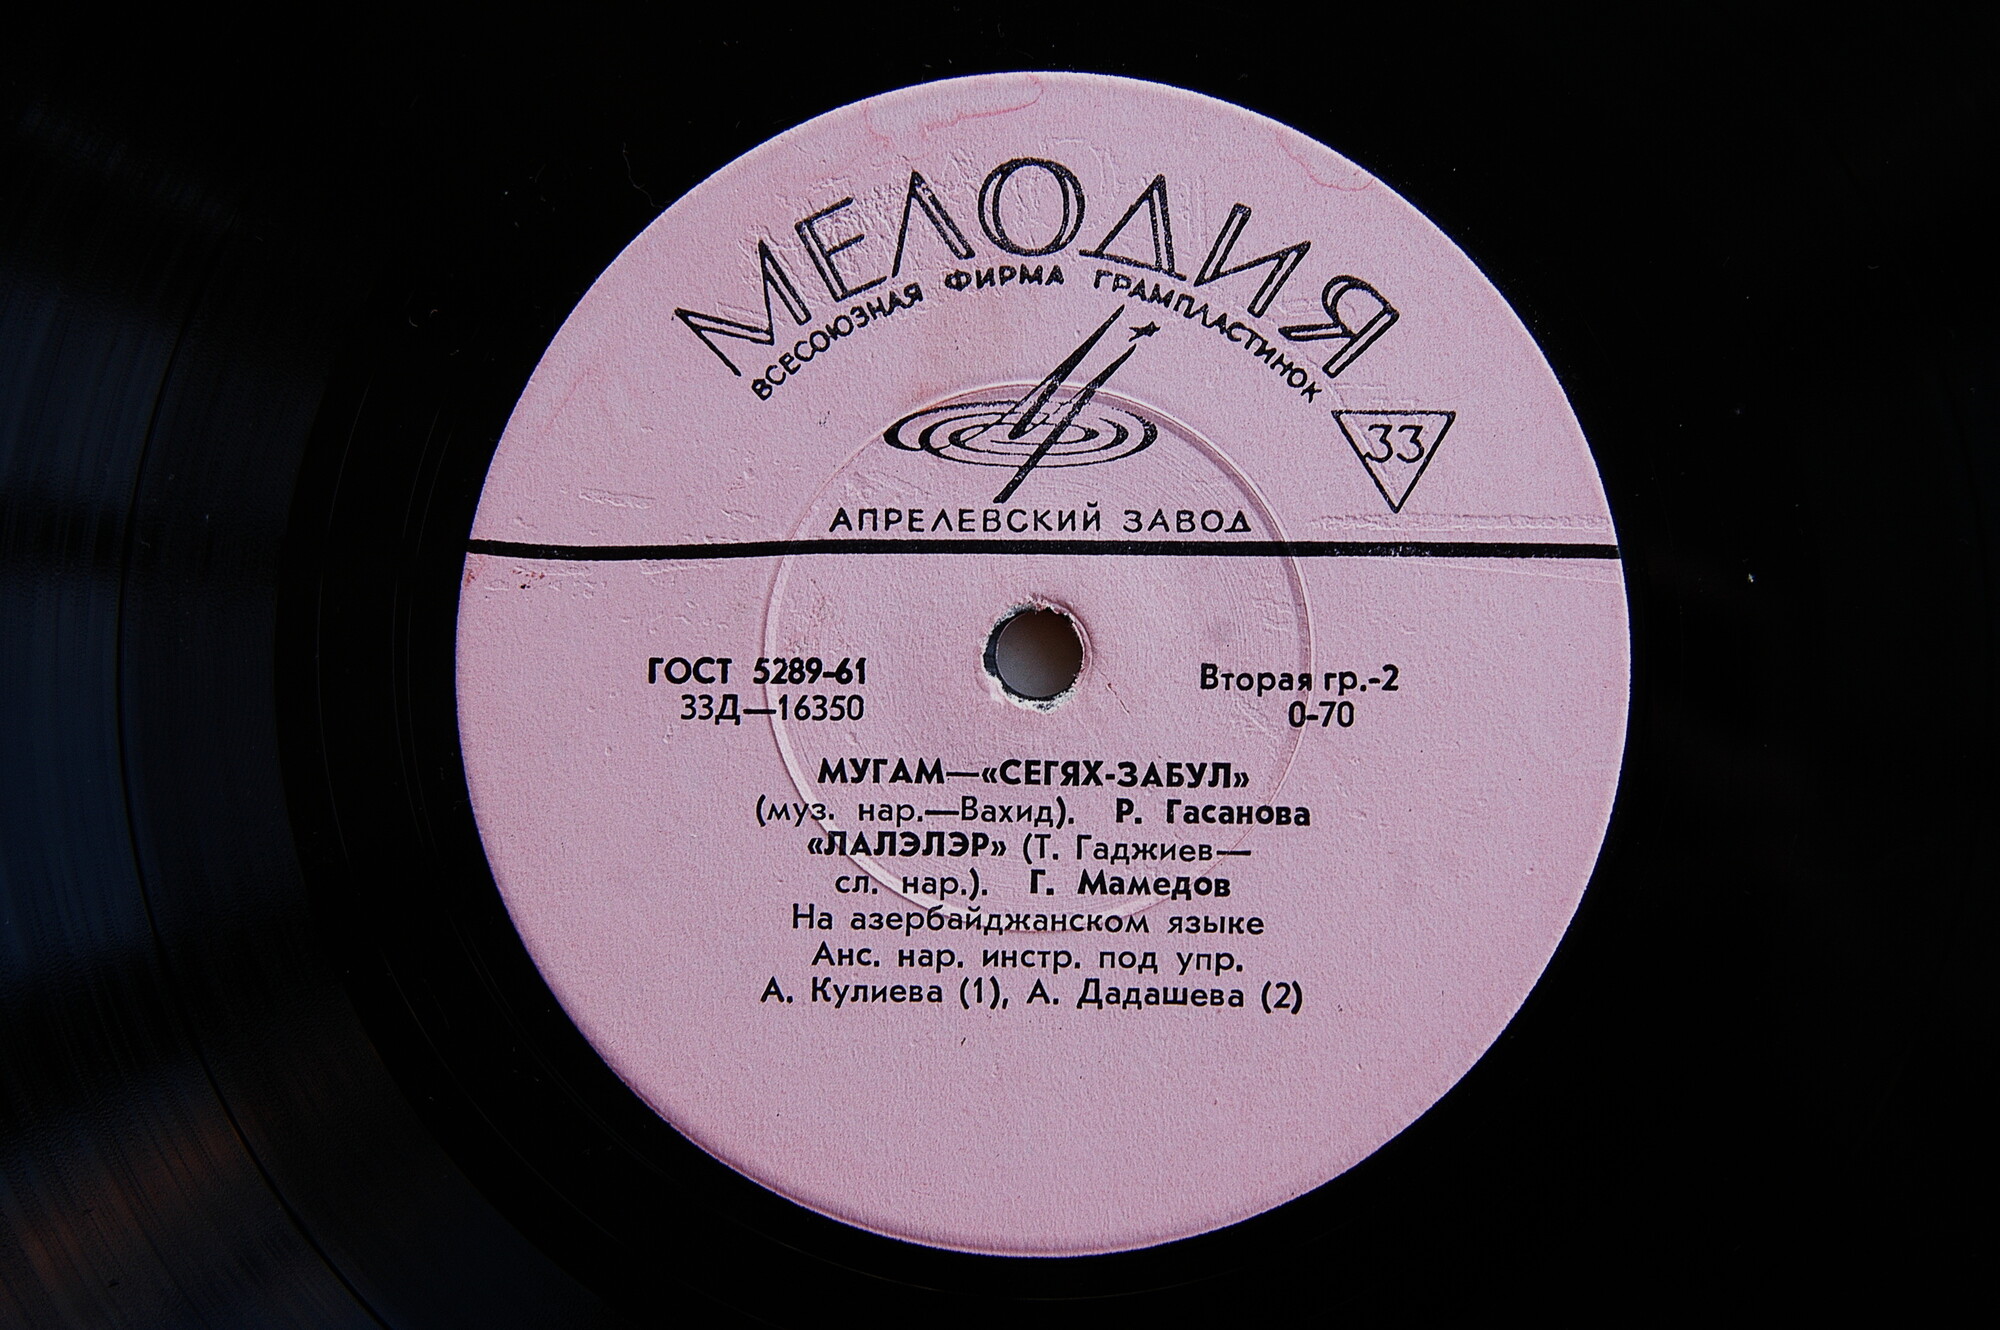 МЕЛОДИЯ
ВСЕСОЮЗНАЯ ФИРМА ГРАМПЛАСТИНОК
33
АПРЕЛЕВСКИЙ ЗАВОД
ГОСТ 5289-61
33Д—16350
Вторая гр.-2
0-70
МУГАМ—«СЕГЯХ-ЗАБУЛ»
(муз. нар.—Вахид). Р. Гасанова
«ЛАЛЭЛЭР» (Т. Гаджиев—
сл. нар.). Г. Мамедов
На азербайджанском языке
Анс. нар. инстр. под упр.
А. Кулиева (1), А. Дадашева (2)